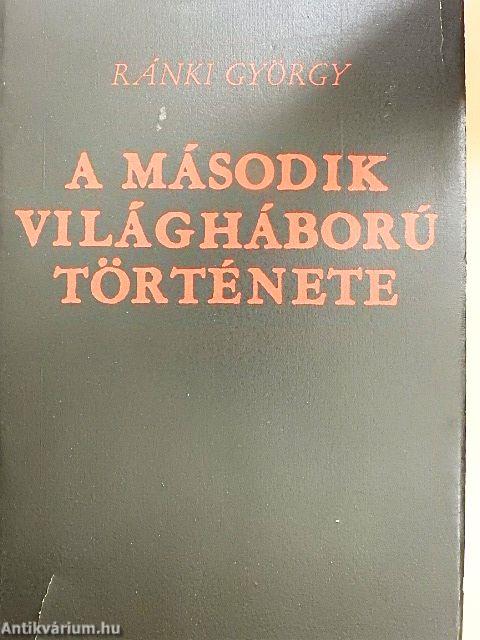 RÁNKI GYÖRGY
A MÁSODIK
VILÁGHÁBORÚ
TÖRTÉNETE
Antikvárium.hu